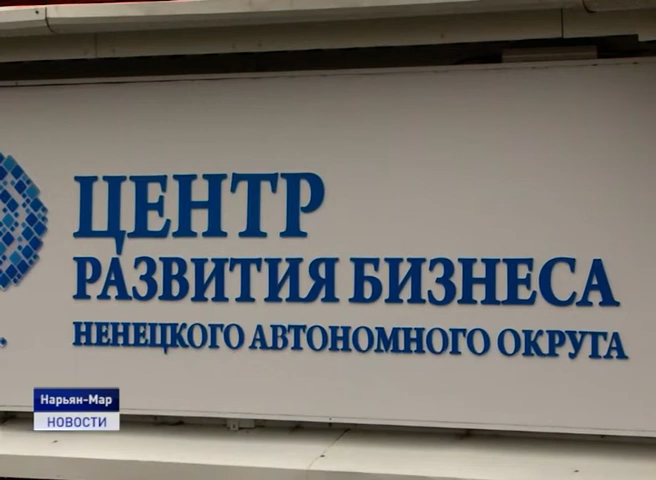 ЦЕНТР
РАЗВИТИЯ БИЗНЕСА
НЕНЕЦКОГО АВТОНОМНОГО ОКРУГА
Нарьян-Мар
НОВОСТИ